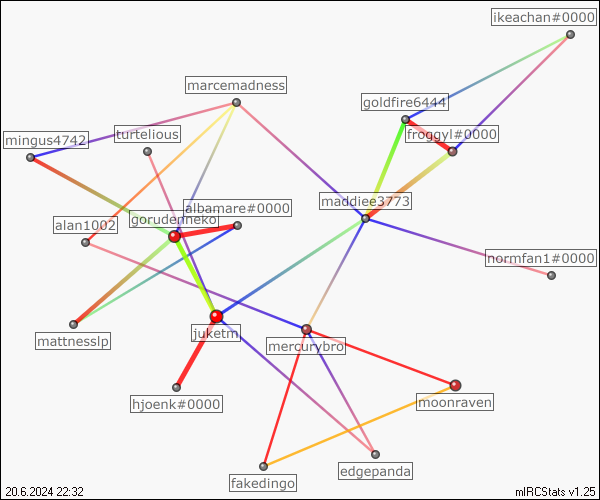 ikeachan#0000
marcemadness
goldfire6444
turtelious
froggyl#0000
mingus4742
maddiee3773
albamare#0000
gorudenneko
alan1002
normfan1#0000
juketm
mattnesslp
mercurybro
hjoenk#0000
moonraven
edgepanda
fakedingo
20.6.2024 22:32
mIRCStats v1.25